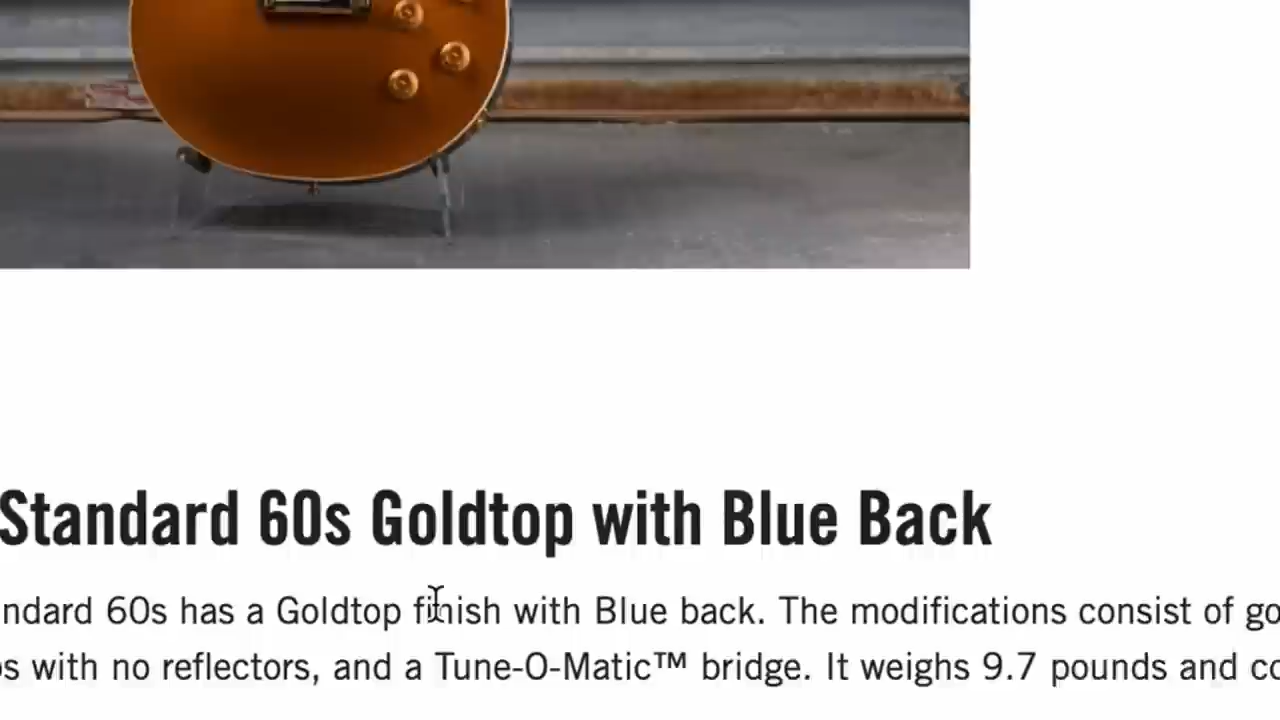 Standard 60s Goldtop with Blue Back
ndard 60s has a Goldtop finish with Blue back. The modifications consist of go
s with no reflectors, and a Tune-O-Matic™ bridge. It weighs 9.7 pounds and co